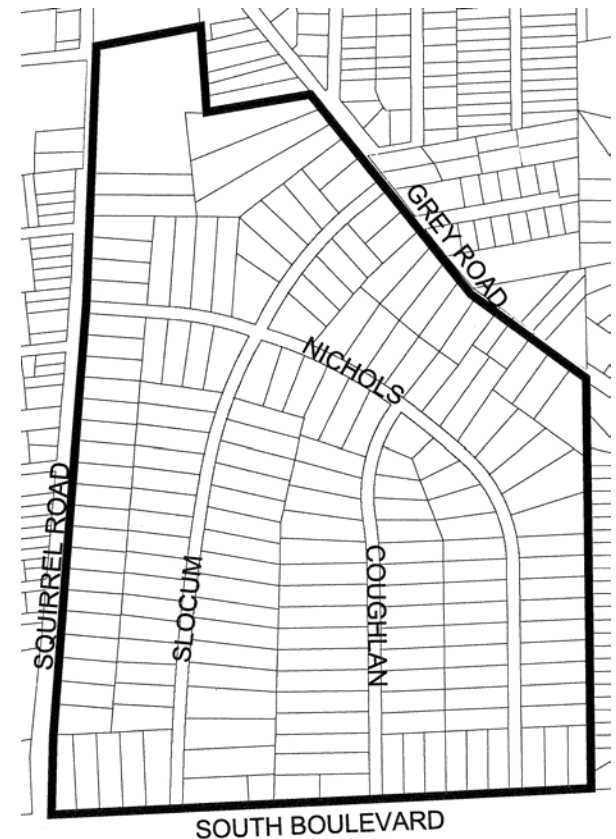 GREY ROAD
NICHOLS
SQUIRREL ROAD
SLOCUM
COUGHLAN
SOUTH BOULEVARD